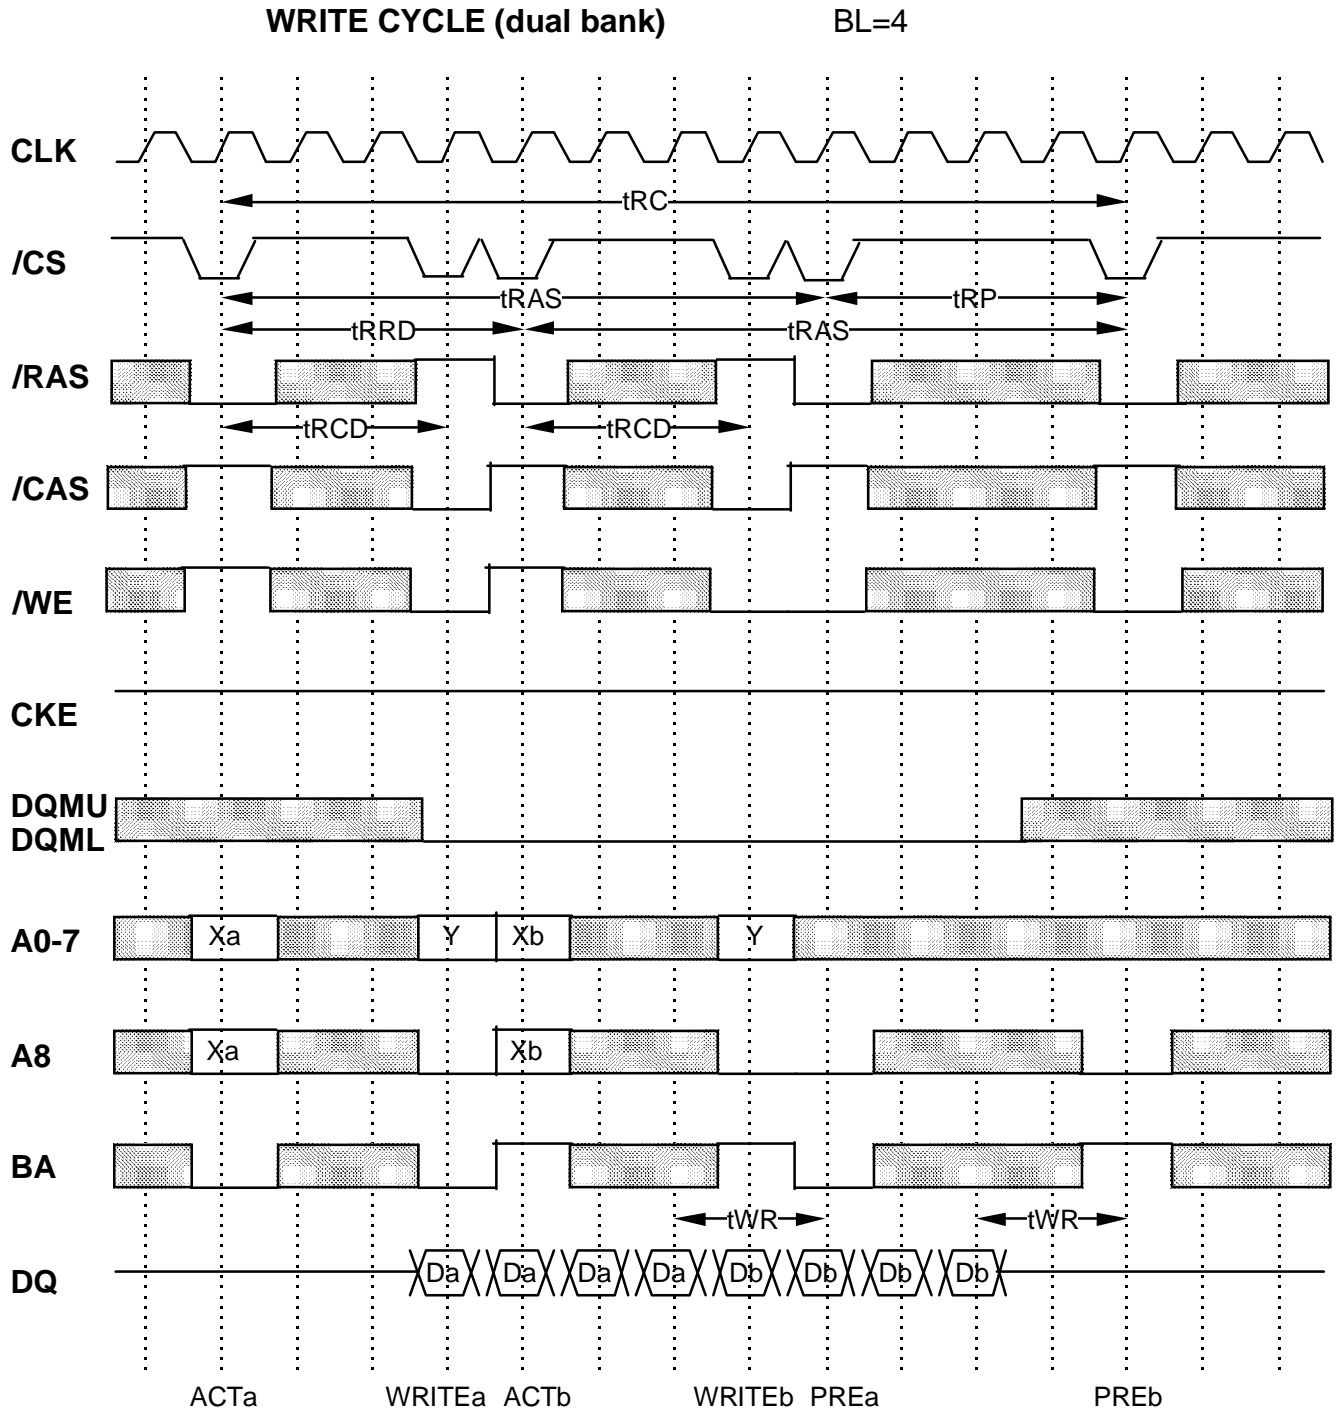 WRITE CYCLE (dual bank) BL=4
CLK
tRC
/CS
tRAS tRP
tRRD tRAS
/RAS
tRCD tRCD
/CAS
/WE
CKE
DQMU
DQML
A0-7 Xa Y Xb Y
A8 Xa Xb
BA
tWR tWR
DQ Da Da Da Da Db Db Db Db
ACTa WRITEa ACTb WRITEb PREa PREb